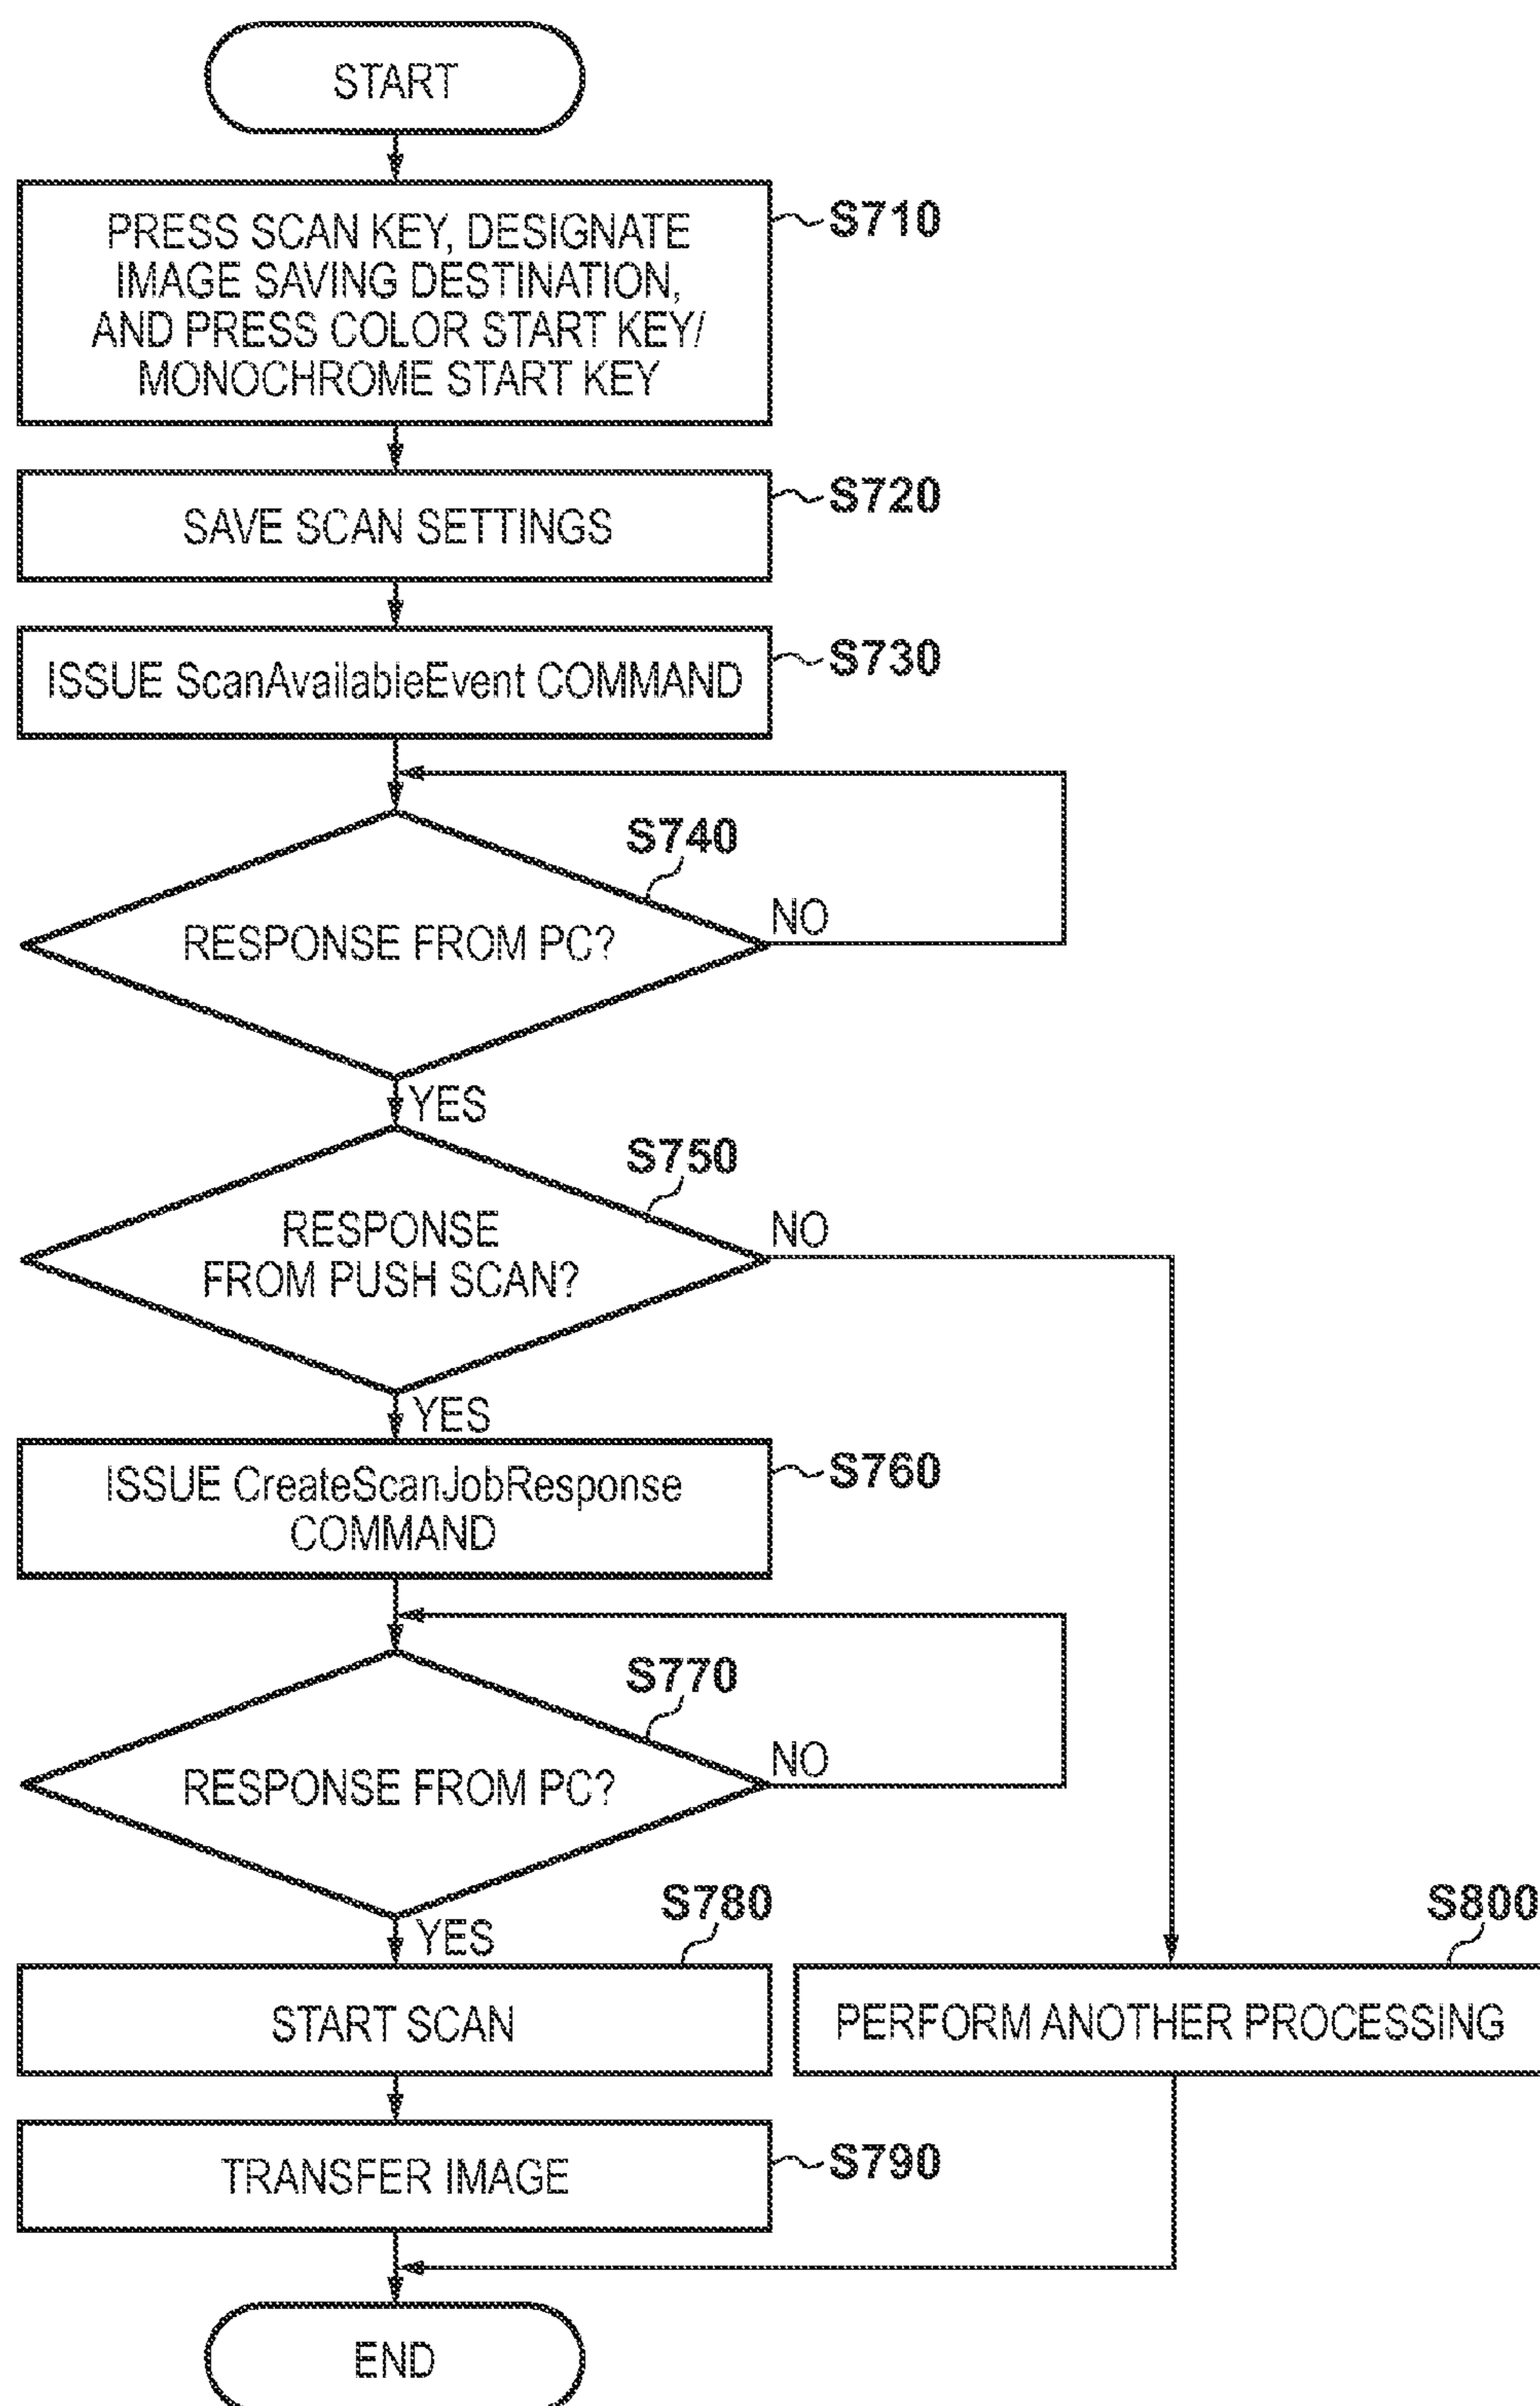 START
PRESS SCAN KEY, DESIGNATE
IMAGE SAVING DESTINATION,
AND PRESS COLOR START KEY/
MONOCHROME START KEY
S710
SAVE SCAN SETTINGS
S720
ISSUE ScanAvailableEvent COMMAND
S730
S740
RESPONSE FROM PC?
NO
YES
S750
RESPONSE
FROM PUSH SCAN?
NO
YES
ISSUE CreateScanJobResponse
COMMAND
S760
S770
RESPONSE FROM PC?
NO
YES
S780
START SCAN
S800
PERFORM ANOTHER PROCESSING
TRANSFER IMAGE
S790
END